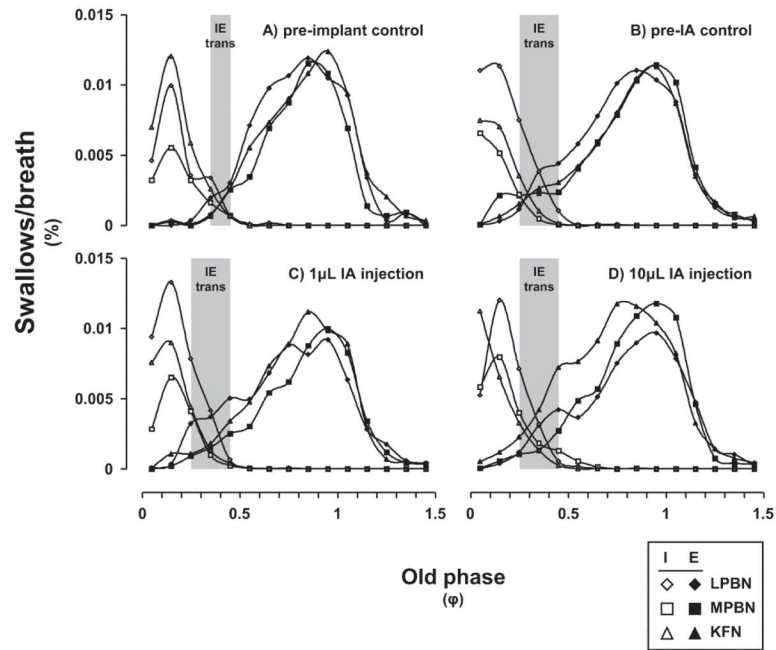 IE
trans
A) pre-implant control
IE
trans
B) pre-IA control
0.015
0.01
0.005
0
Swallows/breath
(%)
IE
trans
C) 1µL IA injection
IE
trans
D) 10µL IA injection
0.015
0.01
0.005
0
0 0.5 1 1.5
0 0.5 1 1.5
Old phase
(φ)
I E
LPBN
MPBN
KFN